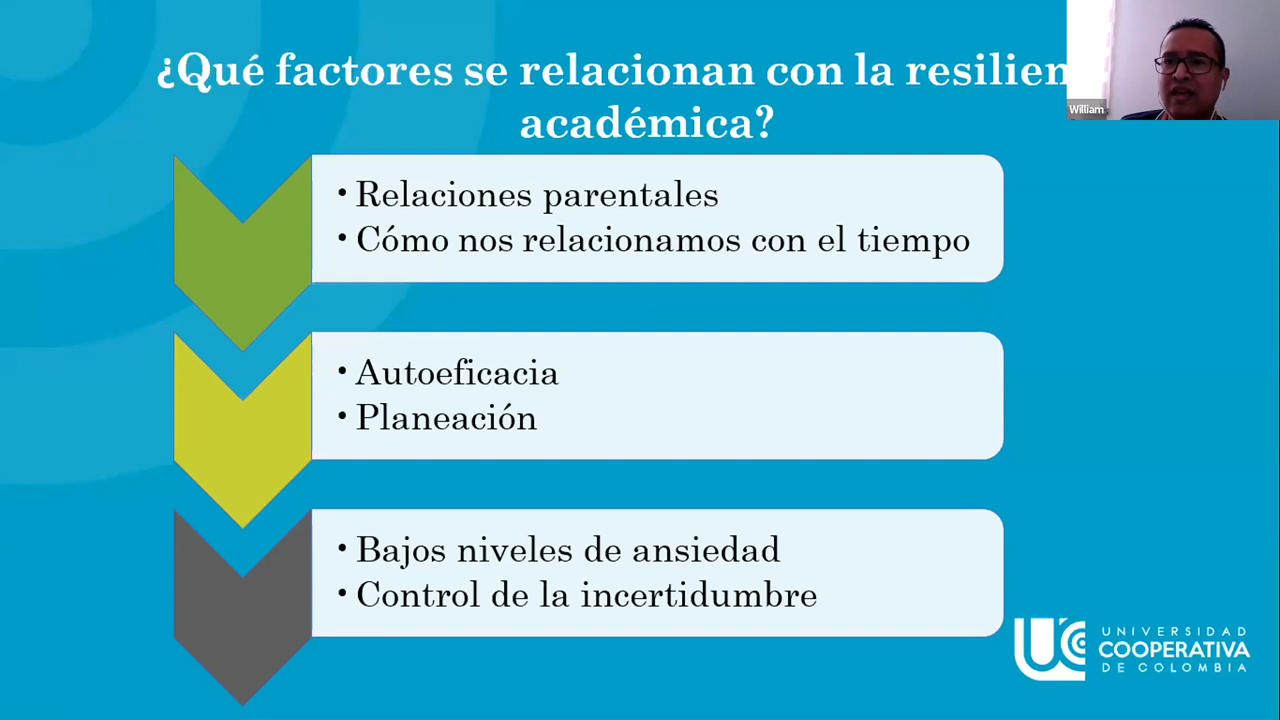 ¿Qué factores se relacionan con la resilien
académica?
William
• Relaciones parentales
• Cómo nos relacionamos con el tiempo
• Autoeficacia
• Planeación
• Bajos niveles de ansiedad
• Control de la incertidumbre
UNIVERSIDAD
COOPERATIVA
DE COLOMBIA